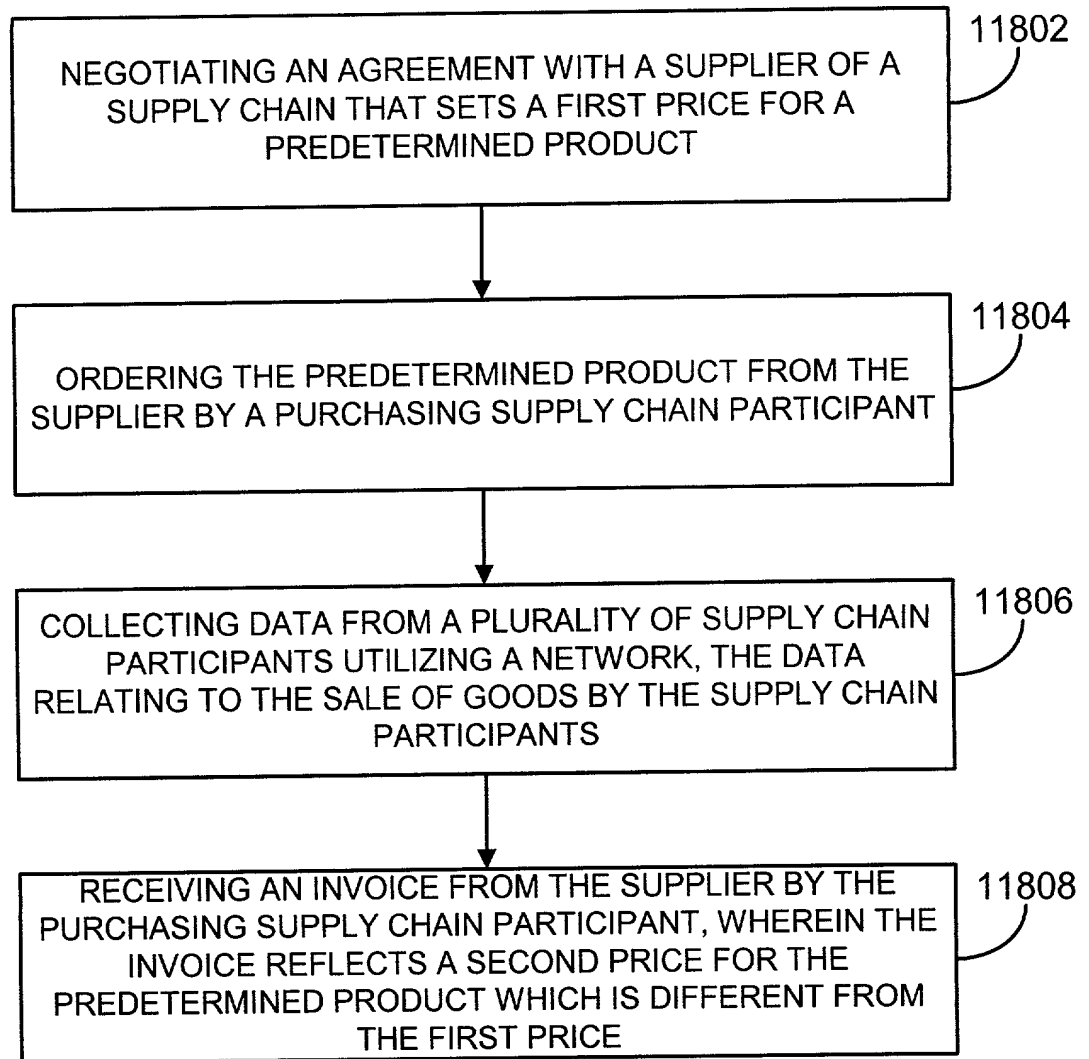 11802
NEGOTIATING AN AGREEMENT WITH A SUPPLIER OF A
SUPPLY CHAIN THAT SETS A FIRST PRICE FOR A
PREDETERMINED PRODUCT
11804
ORDERING THE PREDETERMINED PRODUCT FROM THE
SUPPLIER BY A PURCHASING SUPPLY CHAIN PARTICIPANT
11806
COLLECTING DATA FROM A PLURALITY OF SUPPLY CHAIN
PARTICIPANTS UTILIZING A NETWORK, THE DATA
RELATING TO THE SALE OF GOODS BY THE SUPPLY CHAIN
PARTICIPANTS
11808
RECEIVING AN INVOICE FROM THE SUPPLIER BY THE
PURCHASING SUPPLY CHAIN PARTICIPANT, WHEREIN THE
INVOICE REFLECTS A SECOND PRICE FOR THE
PREDETERMINED PRODUCT WHICH IS DIFFERENT FROM
THE FIRST PRICE